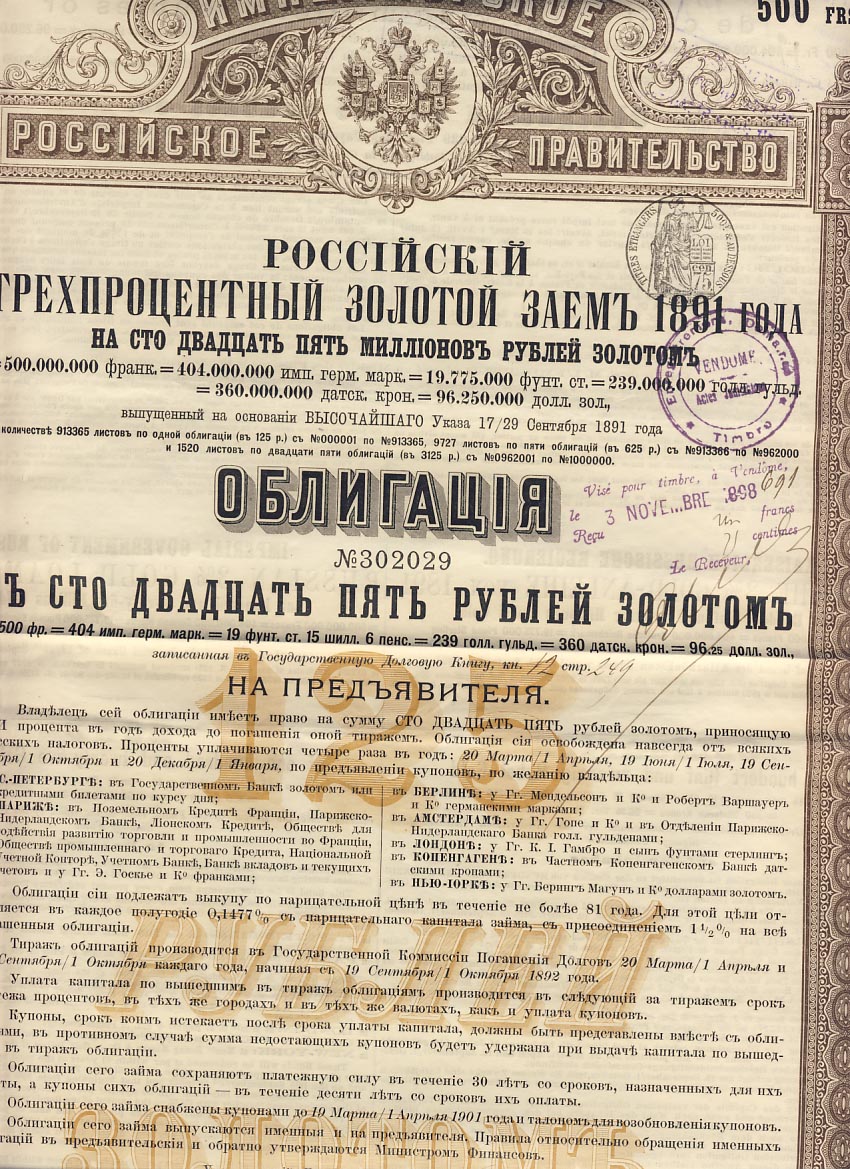 ИМПЕРАТОРСКОЕ
500 FRS
РОССІЙСКОЕ
ПРАВИТЕЛЬСТВО
TITRES ETRANGERS 500F & AU DESSOUS
75 CEN
РОССІЙСКІЙ
ТРЕХПРОЦЕНТНЫЙ ЗОЛОТОЙ ЗАЕМЪ 1891 ГОДА
НА СТО ДВАДЦАТЬ ПЯТЬ МИЛЛІОНОВЪ РУБЛЕЙ ЗОЛОТОМЪ
=500.000.000 франк.=404.000.000 имп. герм. марк.=19.775.000 фунт. ст.=239.000.000 голл. гульд.
=360.000.000 датск. крон.=96.250.000 долл. зол.,
VENDOME
Actes
Timbre
выпущенный на основаніи ВЫСОЧАЙШАГО Указа 17/29 Сентября 1891 года
количествѣ 913365 листовъ по одной облигаціи (въ 125 р.) съ №000001 по №913365, 9727 листовъ по пяти облигацій (въ 625 р.) съ №913366 по №962000
и 1520 листовъ по двадцати пяти облигацій (въ 3125 р.) съ №0962001 по №1000000.
ОБЛИГАЦІЯ
Visé pour timbre, à Vendôme,
le 3 NOVEMBRE 1898 691
Reçu un francs
centimes
Le Receveur,
№302029
Ъ СТО ДВАДЦАТЬ ПЯТЬ РУБЛЕЙ ЗОЛОТОМЪ
500 фр.=404 имп. герм. марк.=19 фунт. ст. 15 шилл. 6 пенс.=239 голл. гульд.=360 датск. крон.=96.25 долл. зол.,
записанная въ Государственную Долговую Книгу, кн. 12 стр. 249
125
НА ПРЕДЪЯВИТЕЛЯ.
Владѣлецъ сей облигаціи имѣетъ право на сумму СТО ДВАДЦАТЬ ПЯТЬ рублей золотомъ, приносящую
И процента въ годъ дохода до погашенія оной тиражемъ. Облигація сія освобождена навсегда отъ всякихъ
ескихъ налоговъ. Проценты уплачиваются четыре раза въ годъ: 20 Марта/1 Апрѣля, 19 Іюня/1 Іюля, 19 Сен-
бря/1 Октября и 20 Декабря/1 Января, по предъявленіи купоновъ, по желанію владѣльца:
С.-ПЕТЕРБУРГѢ: въ Государственномъ Банкѣ золотомъ или
кредитными билетами по курсу дня;
ПАРИЖѢ: въ Поземельномъ Кредитѣ Франціи, Парижско-
Нидерландскомъ Банкѣ, Ліонскомъ Кредитѣ, Обществѣ для
содѣйствія развитію торговли и промышленности во Франціи,
Обществѣ промышленнаго и торговаго Кредита, Національной
Учетной Конторѣ, Учетномъ Банкѣ, Банкѣ вкладовъ и текущихъ
счетовъ и у Гг. Э. Госкье и Кº франками;
въ БЕРЛИНѢ: у Гг. Мендельсонъ и Кº и Робертъ Варшауеръ
и Кº германскими марками;
въ АМСТЕРДАМѢ: у Гг. Гопе и Кº и въ Отдѣленіи Парижско-
Нидерландскаго Банка голл. гульденами;
въ ЛОНДОНѢ: у Гг. К. І. Гамбро и сынъ фунтами стерлингъ;
въ КОПЕНГАГЕНѢ: въ Частномъ Копенгагенскомъ Банкѣ дат-
скими кронами;
въ НЬЮ-ІОРКѢ: у Гг. Берингъ Магунъ и Кº долларами золотомъ.
Облигаціи сіи подлежатъ выкупу по нарицательной цѣнѣ въ теченіе не болѣе 81 года. Для этой цѣли от-
ляется въ каждое полугодіе 0,1477% съ нарицательнаго капитала займа, съ присоединеніемъ 1½% на всѣ
ашенныя облигаціи.
Тиражъ облигацій производится въ Государственной Коммиссіи Погашенія Долговъ 20 Марта/1 Апрѣля и
Сентября/1 Октября каждаго года, начиная съ 19 Сентября/1 Октября 1892 года.
Уплата капитала по вышедшимъ въ тиражъ облигаціямъ производится въ слѣдующій за тиражемъ срокъ
тежа процентовъ, въ тѣхъ же городахъ и въ тѣхъ же валютахъ, какъ и уплата купоновъ.
РУБЛЕЙ
Купоны, срокъ коимъ истекаетъ послѣ срока уплаты капитала, должны быть представлены вмѣстѣ съ обли-
ями, въ противномъ случаѣ сумма недостающихъ купоновъ будетъ удержана при выдачѣ капитала по вышед-
въ тиражъ облигаціи.
Облигаціи сего займа сохраняютъ платежную силу въ теченіе 30 лѣтъ со сроковъ, назначенныхъ для ихъ
ты, а купоны сихъ облигацій — въ теченіе десяти лѣтъ со сроковъ ихъ оплаты.
Облигаціи сего займа снабжены купонами до 19 Марта/1 Апрѣля 1901 года и талономъ для возобновленія купоновъ.
ЗОЛОТОМЪ
Облигаціи сего займа выпускаются именныя и на предъявителя. Правила относительно обращенія именныхъ
гацій въ предъявительскія и обратно утверждаются Министромъ Финансовъ.